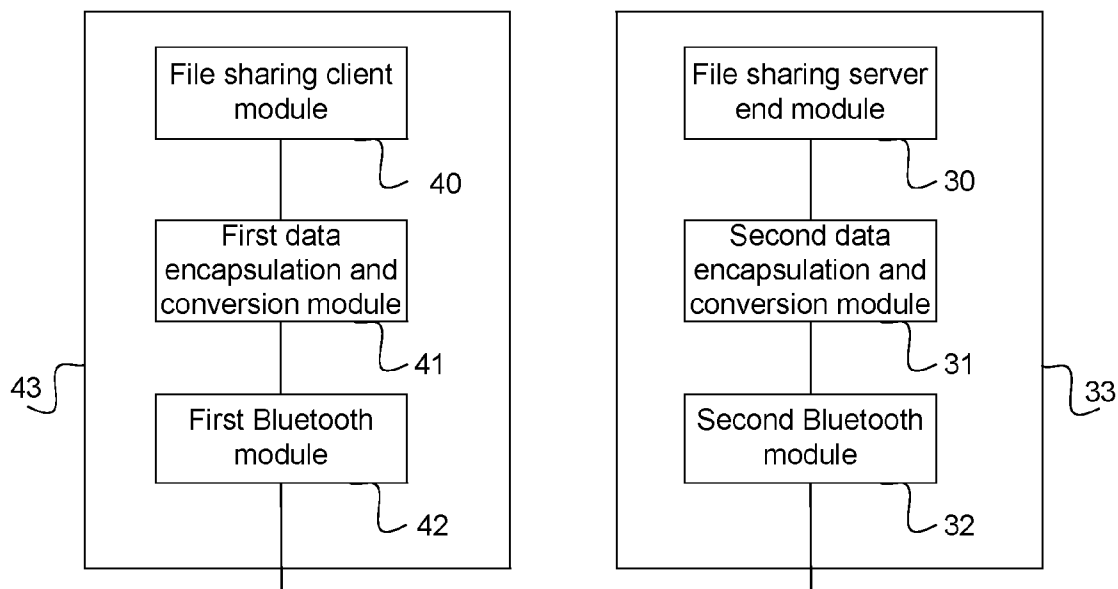 File sharing client
module
40
First data
encapsulation and
conversion module
41
First Bluetooth
module
42
43
File sharing server
end module
30
Second data
encapsulation and
conversion module
31
Second Bluetooth
module
32
33